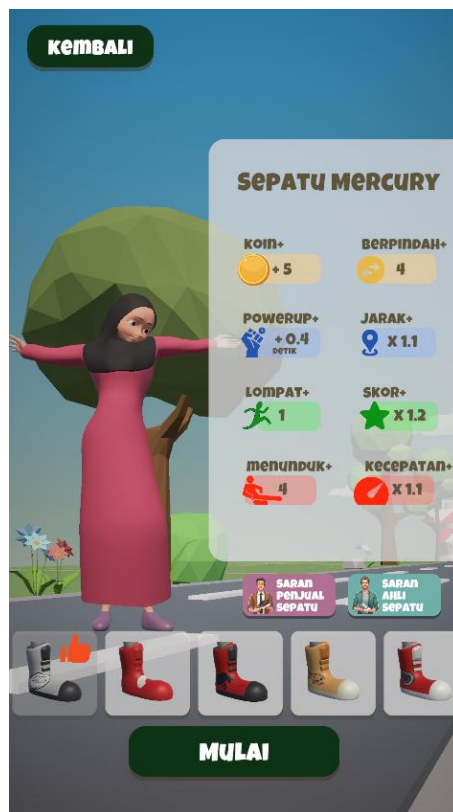 KEMBALI
SEPATU MERCURY
KOIN+ BERPINDAH+
+ 5 4
POWERUP+ JARAK+
+ 0.4 X 1.1
DETIK
LOMPAT+ SKOR+
1 X 1.2
MENUNDUK+ KECEPATAN+
4 X 1.1
SARAN SARAN
PENJUAL AHLI
SEPATU SEPATU
MULAI